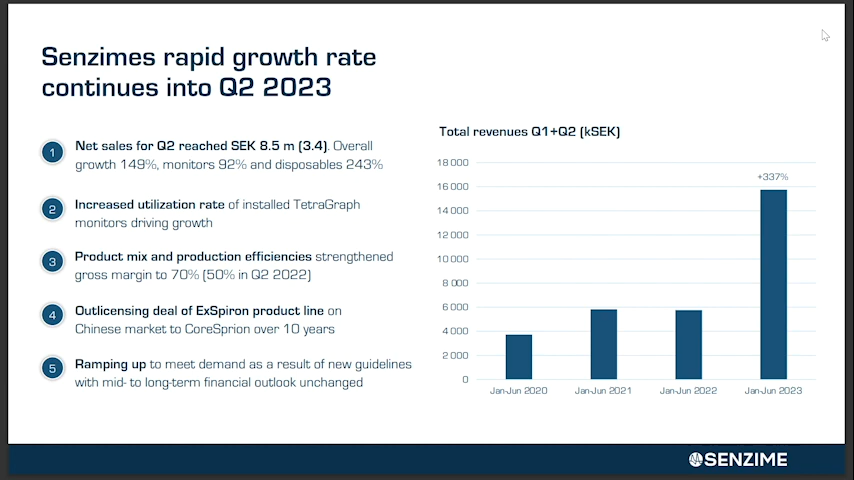 Senzimes rapid growth rate
continues into Q2 2023
1
Net sales for Q2 reached SEK 8.5 m (3.4). Overall
growth 149%, monitors 92% and disposables 243%
2
Increased utilization rate of installed TetraGraph
monitors driving growth
3
Product mix and production efficiencies strengthened
gross margin to 70% (50% in Q2 2022)
4
Outlicensing deal of ExSpiron product line on
Chinese market to CoreSprion over 10 years
5
Ramping up to meet demand as a result of new guidelines
with mid- to long-term financial outlook unchanged
Total revenues Q1+Q2 (kSEK)
18 000
16 000
14 000
12 000
10 000
8 000
6 000
4 000
2 000
0
+337%
Jan-Jun 2020
Jan-Jun 2021
Jan-Jun 2022
Jan-Jun 2023
SENZIME